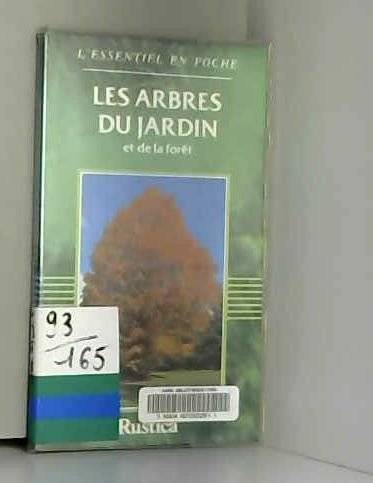 L'ESSENTIEL EN POCHE
LES ARBRES
DU JARDIN
et de la forêt
93
165
Rustica